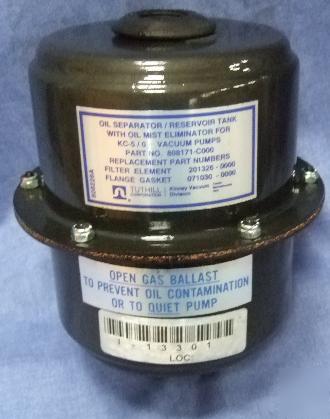 OIL SEPARATOR / RESERVOIR TANK
WITH OIL MIST ELIMINATOR FOR
KC-5 / 8 VACUUM PUMPS
PART NO. 808171-C000
REPLACEMENT PART NUMBERS
FILTER ELEMENT 201326 - 0000
FLANGE GASKET 071030 - 0000
TUTHILL
CORPORATION
Kinney Vacuum
Division
OPEN GAS BALLAST
TO PREVENT OIL CONTAMINATION
OR TO QUIET PUMP
I-13301
LOC: